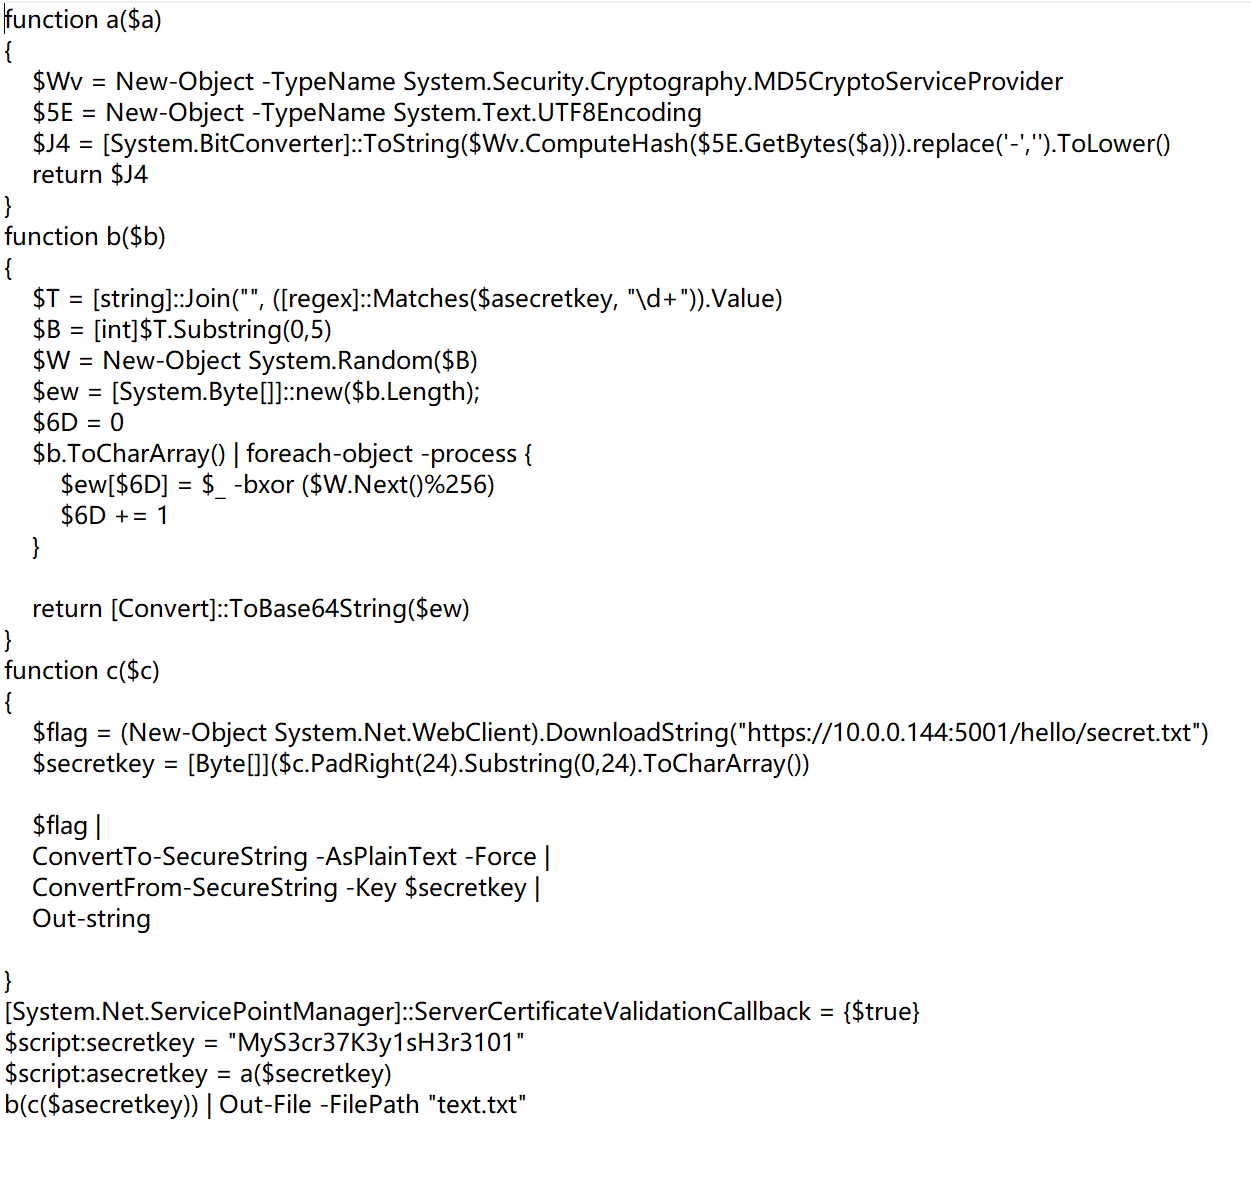 function a($a)
{
    $Wv = New-Object -TypeName System.Security.Cryptography.MD5CryptoServiceProvider
    $5E = New-Object -TypeName System.Text.UTF8Encoding
    $J4 = [System.BitConverter]::ToString($Wv.ComputeHash($5E.GetBytes($a))).replace('-','').ToLower()
    return $J4
}
function b($b)
{
    $T = [string]::Join("", ([regex]::Matches($asecretkey, "\d+")).Value)
    $B = [int]$T.Substring(0,5)
    $W = New-Object System.Random($B)
    $ew = [System.Byte[]]::new($b.Length);
    $6D = 0
    $b.ToCharArray() | foreach-object -process {
        $ew[$6D] = $_ -bxor ($W.Next()%256)
        $6D += 1
    }

    return [Convert]::ToBase64String($ew)
}
function c($c)
{
    $flag = (New-Object System.Net.WebClient).DownloadString("https://10.0.0.144:5001/hello/secret.txt")
    $secretkey = [Byte[]]($c.PadRight(24).Substring(0,24).ToCharArray())

    $flag |
    ConvertTo-SecureString -AsPlainText -Force |
    ConvertFrom-SecureString -Key $secretkey |
    Out-string

}
[System.Net.ServicePointManager]::ServerCertificateValidationCallback = {$true}
$script:secretkey = "MyS3cr37K3y1sH3r3101"
$script:asecretkey = a($secretkey)
b(c($asecretkey)) | Out-File -FilePath "text.txt"